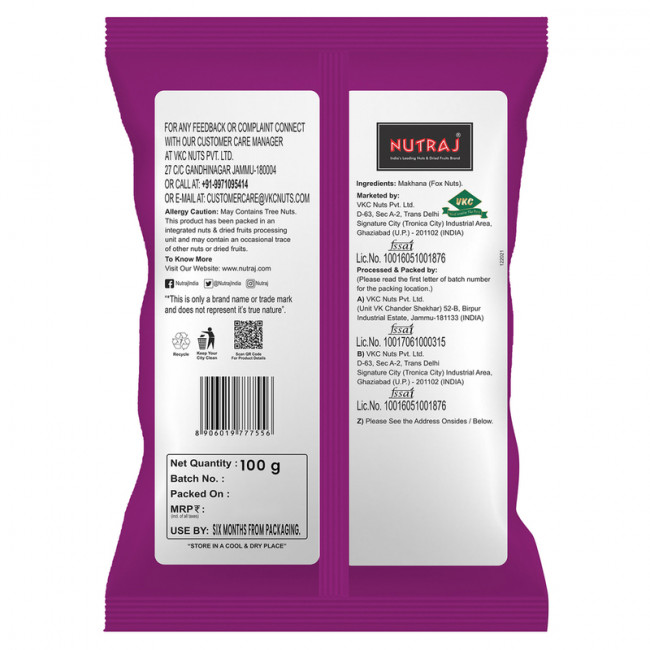 FOR ANY FEEDBACK OR COMPLAINT CONNECT
WITH OUR CUSTOMER CARE MANAGER
AT VKC NUTS PVT. LTD.
27 C/C GANDHINAGAR JAMMU-180004
OR CALL AT: +91-9971095414
OR E-MAIL AT: CUSTOMERCARE@VKCNUTS.COM
Allergy Caution: May Contains Tree Nuts.
This product has been packed in an
integrated nuts & dried fruits processing
unit and may contain an occasional trace
of other nuts or dried fruits.
To Know More
Visit Our Website: www.nutraj.com
NutrajIndia @NutrajIndia Nutraj
"*This is only a brand name or trade mark
and does not represent it's true nature".
Recycle
Keep Your
City Clean
Scan QR Code
For Product Details
8 906019 777556
Net Quantity : 100 g
Batch No. :
Packed On :
MRP₹ :
(incl. of all taxes)
USE BY: SIX MONTHS FROM PACKAGING.
"STORE IN A COOL & DRY PLACE"
NUTRAJ®
India's Leading Nuts & Dried Fruits Brand
Ingredients: Makhana (Fox Nuts).
Marketed by:
VKC Nuts Pvt. Ltd.
D-63, Sec A-2, Trans Delhi
Signature City (Tronica City) Industrial Area,
Ghaziabad (U.P.) - 201102 (INDIA)
VKC
fssai
Lic.No. 10016051001876
Processed & Packed by:
(Please read the first letter of batch number
for the packing location.)
A) VKC Nuts Pvt. Ltd.
(Unit VK Chander Shekhar) 52-B, Birpur
Industrial Estate, Jammu-181133 (INDIA)
fssai
Lic.No. 10017061000315
B) VKC Nuts Pvt. Ltd.
D-63, Sec A-2, Trans Delhi
Signature City (Tronica City) Industrial Area,
Ghaziabad (U.P.) - 201102 (INDIA)
fssai
Lic.No. 10016051001876
Z) Please See the Address Onsides / Below.
122021